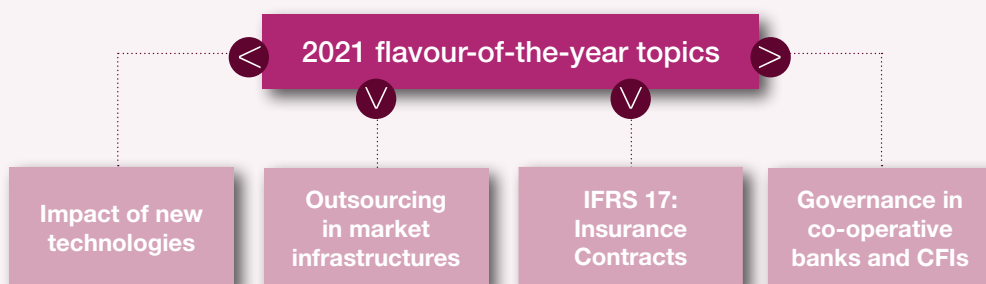 2021 flavour-of-the-year topics
Impact of new
technologies
Outsourcing
in market
infrastructures
IFRS 17:
Insurance
Contracts
Governance in
co-operative
banks and CFIs